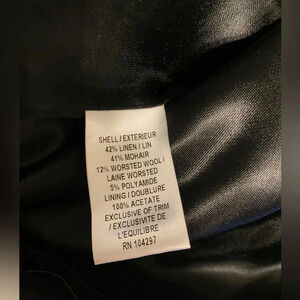 SHELL / EXTERIEUR
42% LINEN / LIN
41% MOHAIR
12% WORSTED WOOL /
LAINE WORSTED
5% POLYAMIDE
LINING / DOUBLURE
100% ACETATE
EXCLUSIVE OF TRIM
/ EXCLUSIVITE DE
L'EQUILIBRE
RN 104297